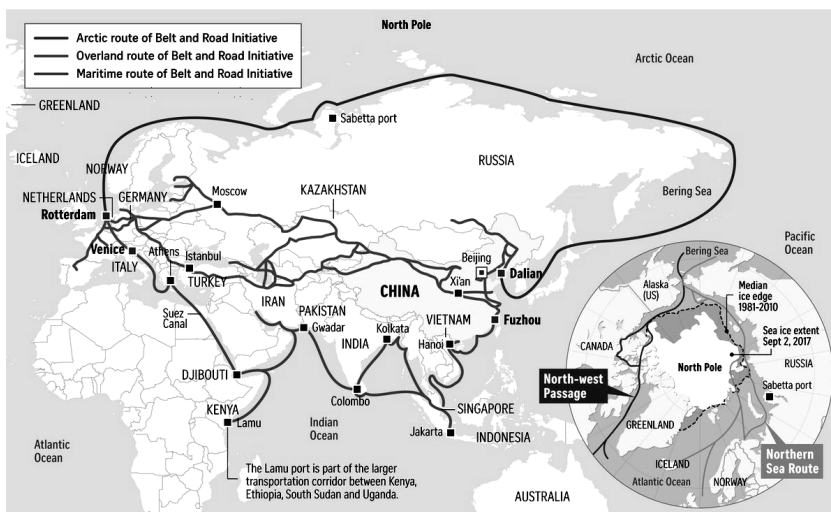 North Pole
Arctic route of Belt and Road Initiative
Overland route of Belt and Road Initiative
Maritime route of Belt and Road Initiative
Arctic Ocean
GREENLAND
Sabetta port
ICELAND
NORWAY
RUSSIA
NETHERLANDS
GERMANY
Moscow
KAZAKHSTAN
Bering Sea
Rotterdam
Venice
Athens
Istanbul
Beijing
Dalian
Pacific
Ocean
ITALY
TURKEY
Xi'an
CHINA
IRAN
PAKISTAN
Suez
Canal
Gwadar
Kolkata
VIETNAM
Fuzhou
INDIA
Hanoi
DJIBOUTI
Colombo
KENYA
Lamu
SINGAPORE
Indian
Ocean
Jakarta
INDONESIA
Atlantic
Ocean
The Lamu port is part of the larger
transportation corridor between Kenya,
Ethiopia, South Sudan and Uganda.
AUSTRALIA
Bering Sea
Alaska
(US)
Median
ice edge
1981-2010
Sea ice extent
Sept 2, 2017
CANADA
North Pole
RUSSIA
North-west
Passage
Sabetta port
GREENLAND
Northern
Sea Route
ICELAND
Atlantic Ocean
NORWAY